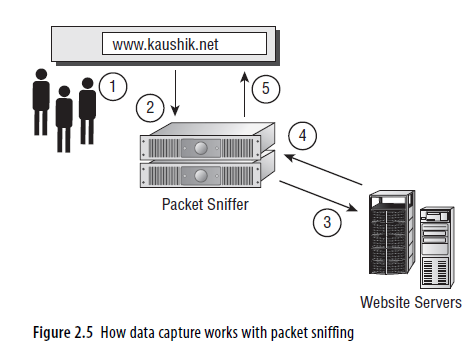 www.kaushik.net
1
2
5
4
Packet Sniffer
3
Website Servers
Figure 2.5 How data capture works with packet sniffing